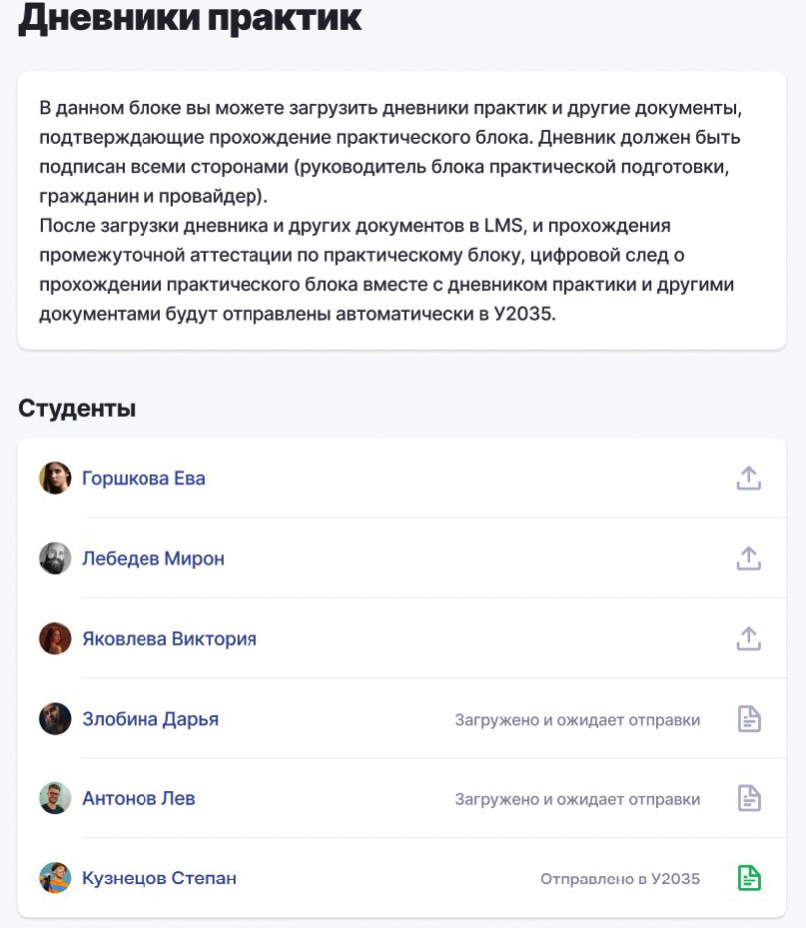 Дневники практик
В данном блоке вы можете загрузить дневники практик и другие документы,
подтверждающие прохождение практического блока. Дневник должен быть
подписан всеми сторонами (руководитель блока практической подготовки,
гражданин и провайдер).
После загрузки дневника и других документов в LMS, и прохождения
промежуточной аттестации по практическому блоку, цифровой след о
прохождении практического блока вместе с дневником практики и другими
документами будут отправлены автоматически в У2035.
Студенты
Горшкова Ева
Лебедев Мирон
Яковлева Виктория
Злобина Дарья Загружено и ожидает отправки
Антонов Лев Загружено и ожидает отправки
Кузнецов Степан Отправлено в У2035